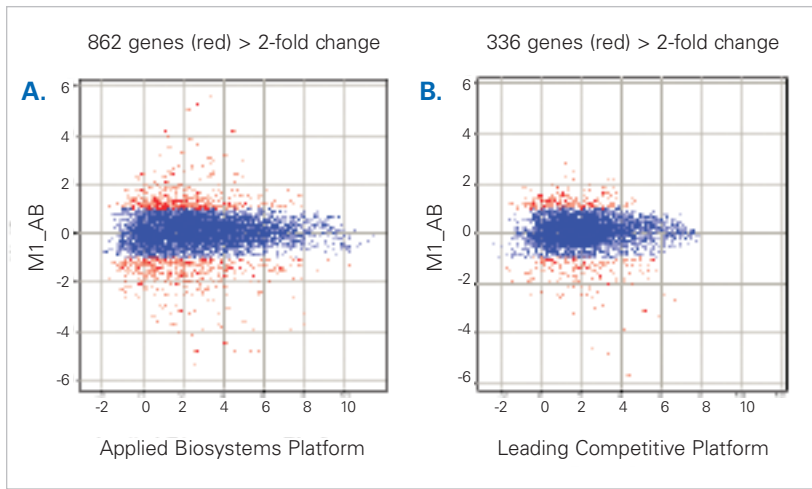 862 genes (red) > 2-fold change
336 genes (red) > 2-fold change
A.
B.
6
4
2
0
-2
-4
-6
M1_AB
-2 0 2 4 6 8 10
Applied Biosystems Platform
6
4
2
0
-2
-4
-6
M1_AB
-2 0 2 4 6 8 10
Leading Competitive Platform